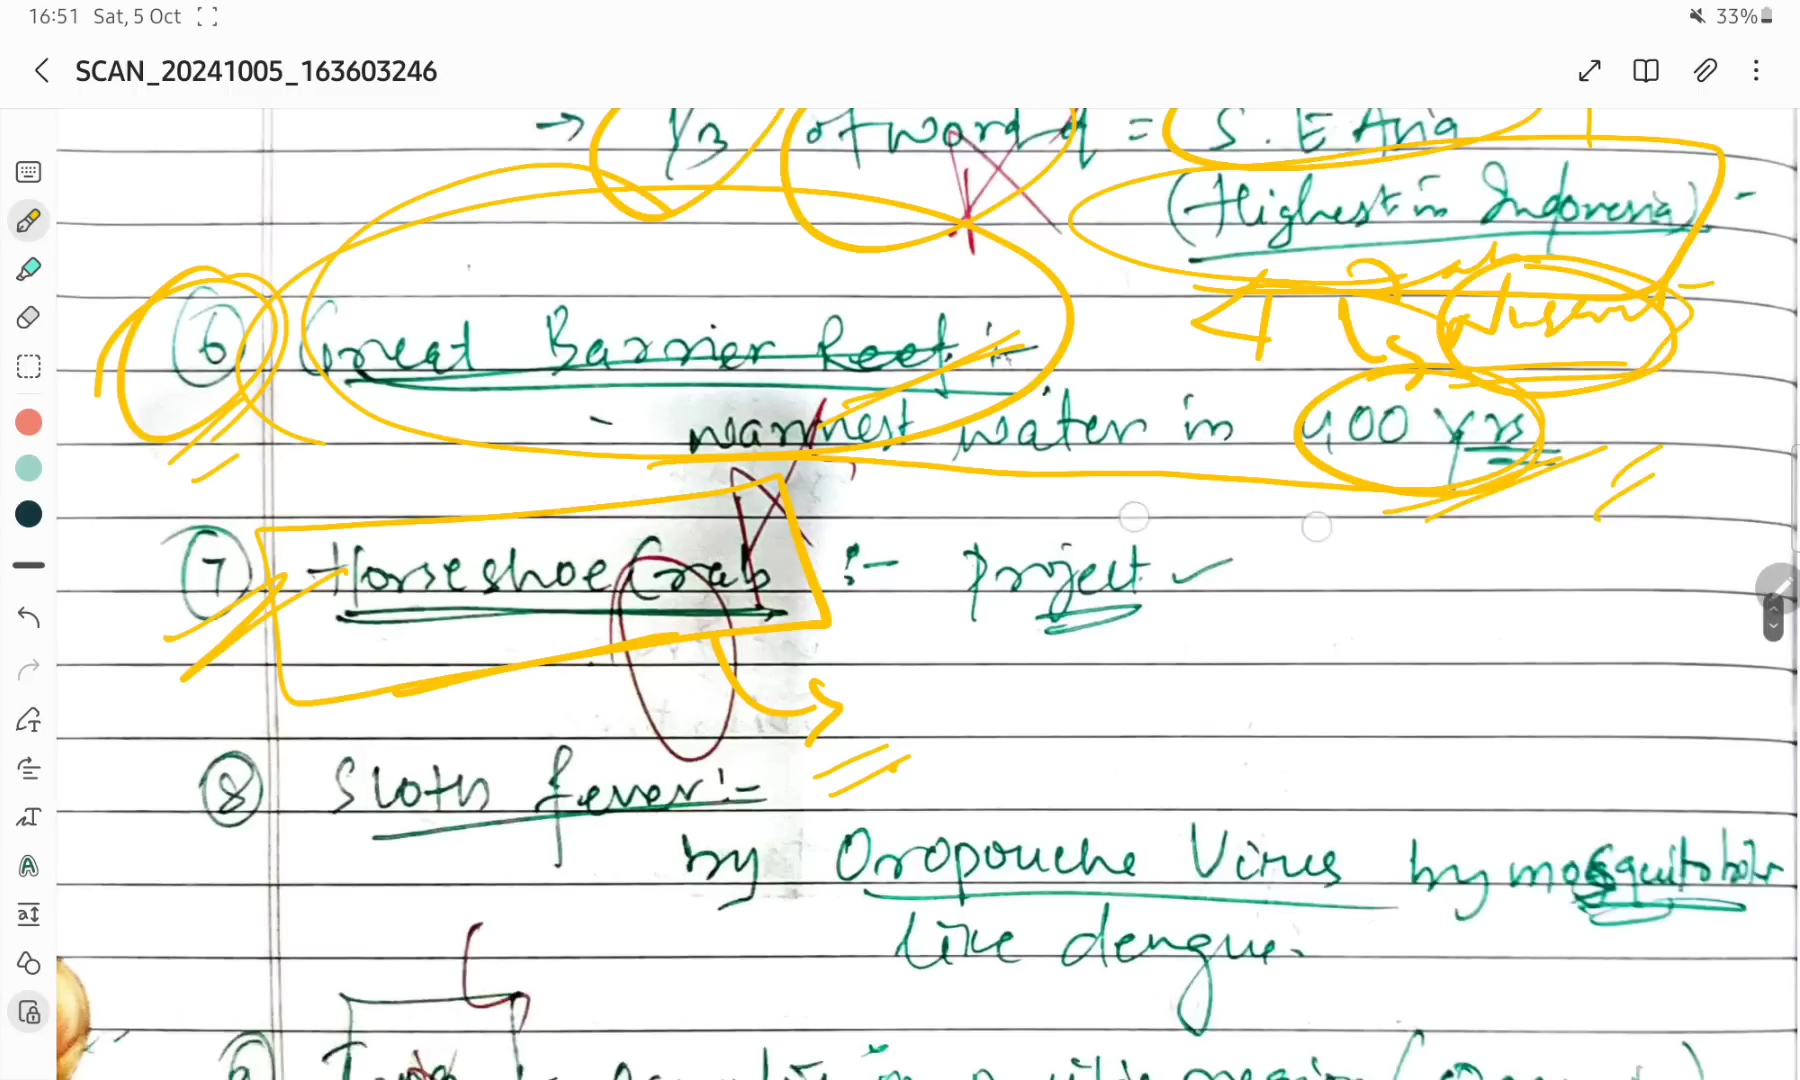 16:51 Sat, 5 Oct
33%
SCAN_20241005_163603246
→ 1/3 of world = S. E Asia
(Highest in Indonesia) -
⑥ Great Barrier Reef :-
- warmest water in 400 yrs
⑦ Horseshoe Crab :- Project ✓
⑧ Sloth fever :-
by Oropouche Virus by mosquito bite
like dengue.